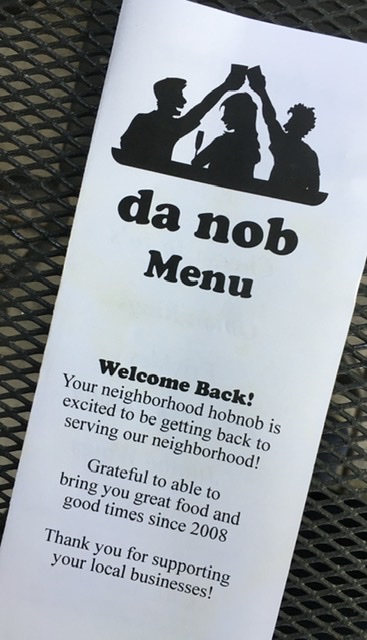 da nob
Menu
Welcome Back!
Your neighborhood hobnob is
excited to be getting back to
serving our neighborhood!
Grateful to able to
bring you great food and
good times since 2008
Thank you for supporting
your local businesses!